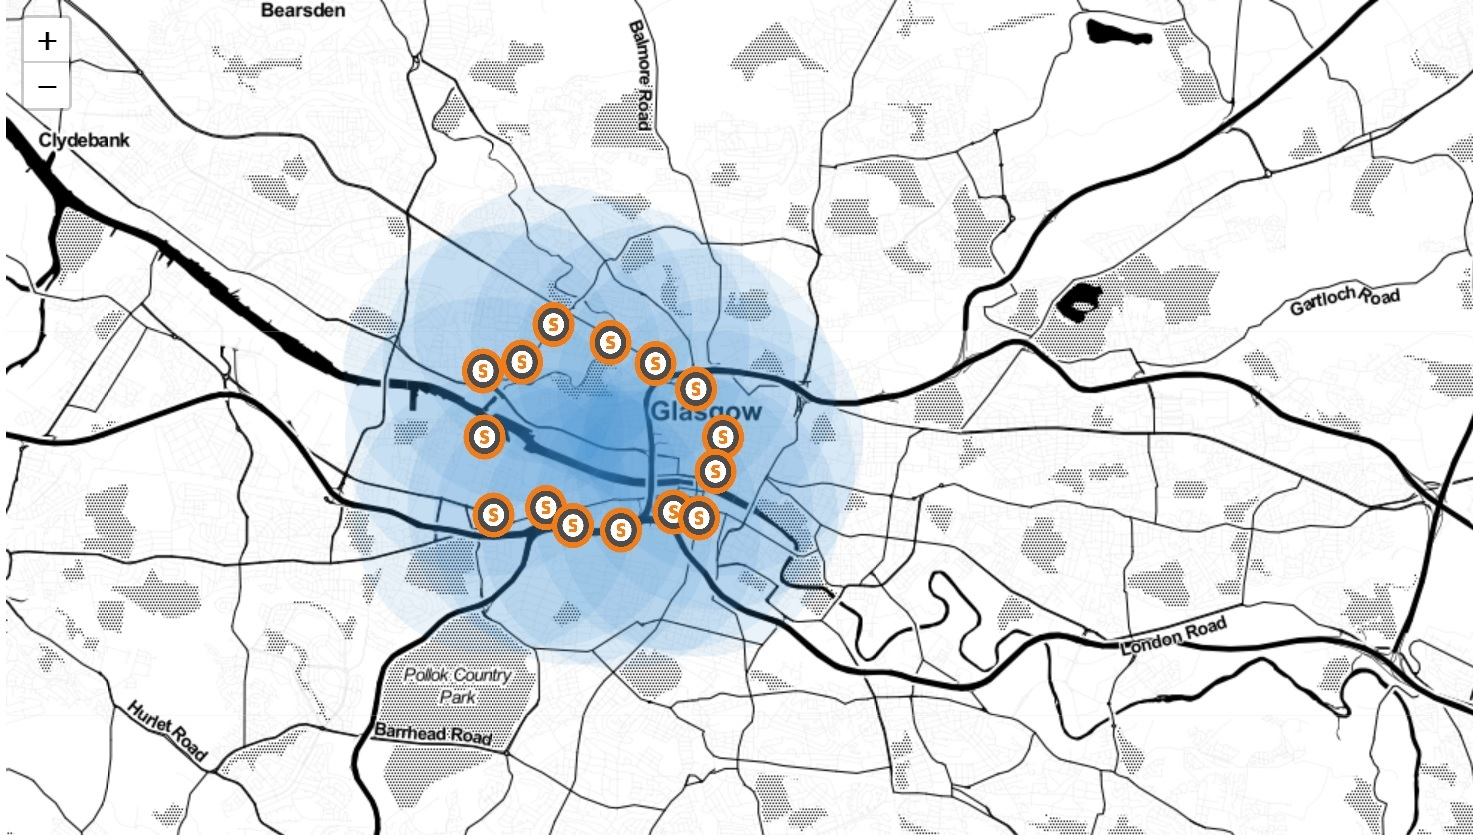 Bearsden
+
−
Balmore Road
Clydebank
Gartloch Road
S
S
S
S
S
S
Glasgow
S
S
S
S
S
S
S
S
S
London Road
Pollok Country
Park
Hurlet Road
Barrhead Road